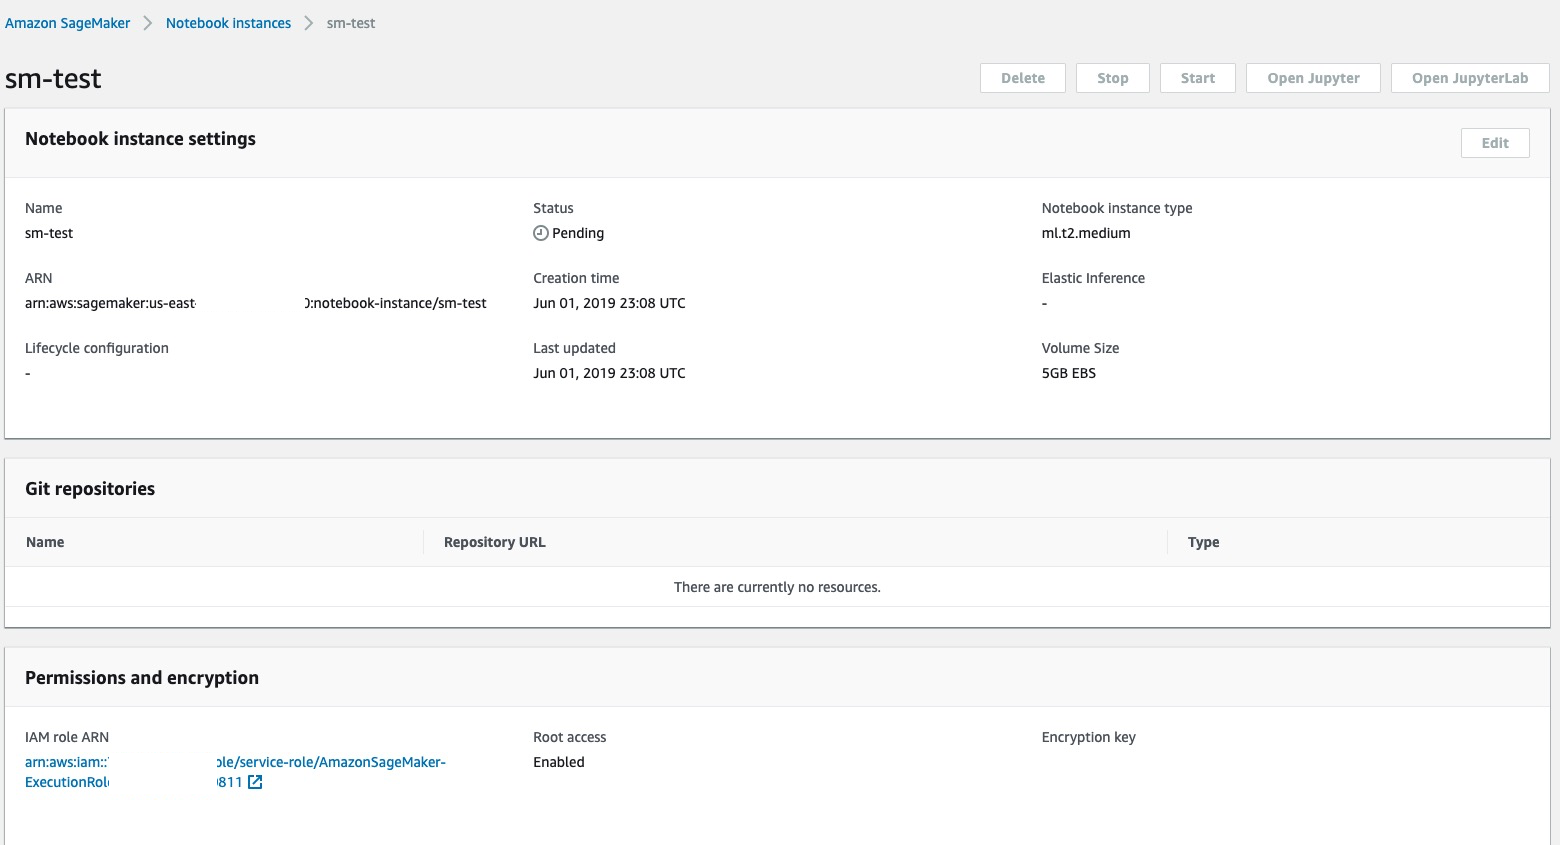 Amazon SageMaker > Notebook instances > sm-test
sm-test
Delete Stop Start Open Jupyter Open JupyterLab
Notebook instance settings
Edit
Name Status Notebook instance type
sm-test Pending ml.t2.medium
ARN Creation time Elastic Inference
arn:aws:sagemaker:us-east :notebook-instance/sm-test Jun 01, 2019 23:08 UTC -
Lifecycle configuration Last updated Volume Size
- Jun 01, 2019 23:08 UTC 5GB EBS
Git repositories
Name Repository URL Type
There are currently no resources.
Permissions and encryption
IAM role ARN Root access Encryption key
arn:aws:iam:: ole/service-role/AmazonSageMaker- Enabled
ExecutionRol 811